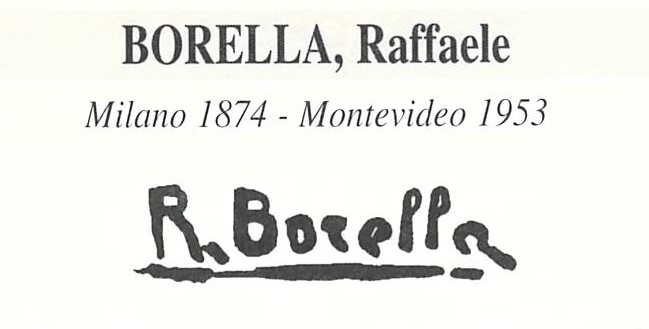 BORELLA, Raffaele
Milano 1874 - Montevideo 1953
R. Borella